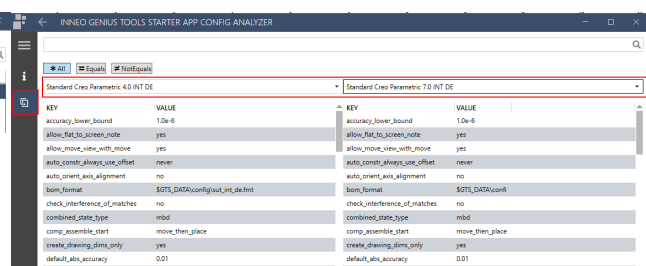 INNEO GENIUS TOOLS STARTER APP CONFIG ANALYZER
All Equals NotEquals
Standard Creo Parametric 4.0 INT DE Standard Creo Parametric 7.0 INT DE
KEY VALUE KEY VALUE
accuracy_lower_bound 1.0e-6 accuracy_lower_bound 1.0e-6
allow_flat_to_screen_note yes allow_flat_to_screen_note yes
allow_move_view_with_move yes allow_move_view_with_move yes
auto_constr_always_use_offset never auto_constr_always_use_offset never
auto_orient_axis_alignment no auto_orient_axis_alignment no
bom_format $GTS_DATA\config\sut_int_de.fmt bom_format $GTS_DATA\confi
check_interference_of_matches no check_interference_of_matches no
combined_state_type mbd combined_state_type mbd
comp_assemble_start move_then_place comp_assemble_start move_then_place
create_drawing_dims_only yes create_drawing_dims_only yes
default_abs_accuracy 0.01 default_abs_accuracy 0.01